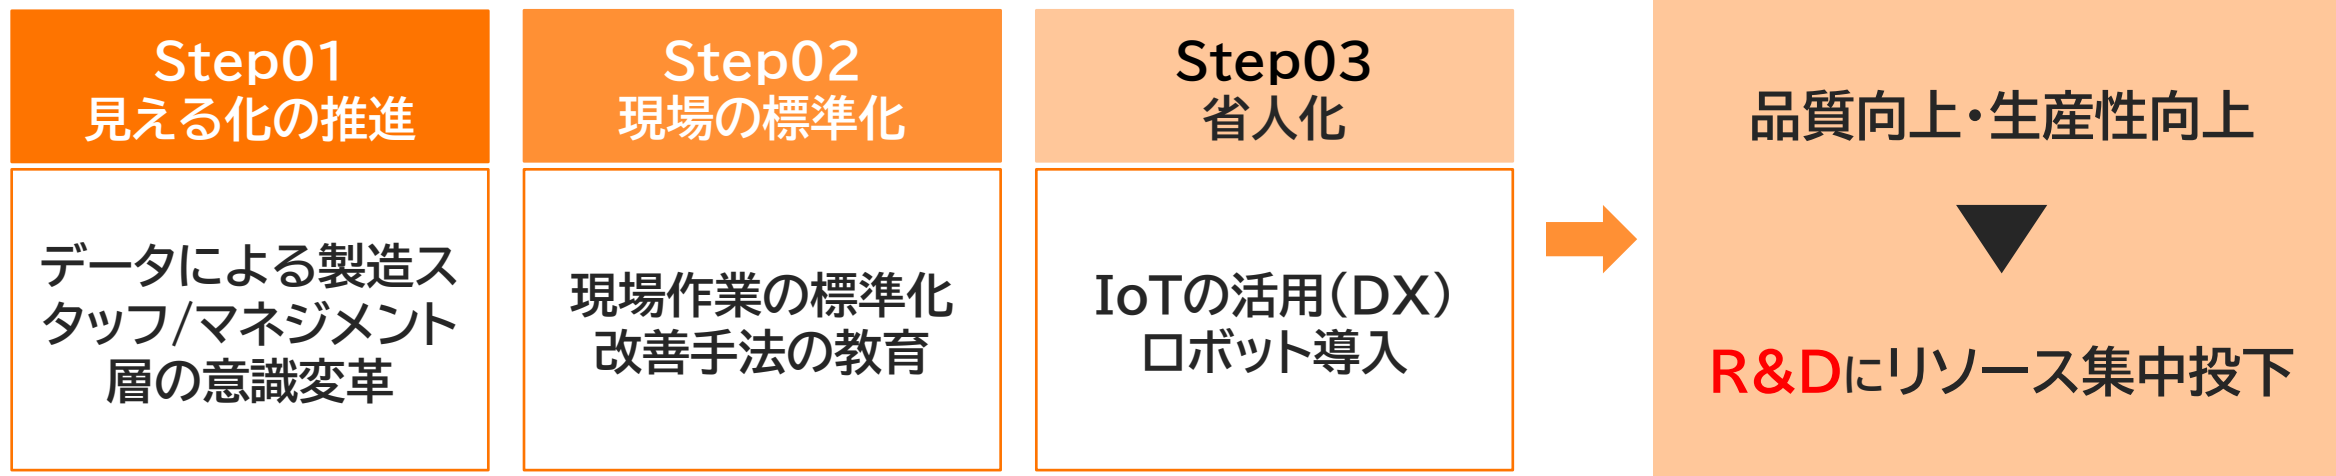 Step01
見える化の推進
データによる製造ス
タッフ/マネジメント
層の意識変革
Step02
現場の標準化
現場作業の標準化
改善手法の教育
Step03
省人化
IoTの活用(DX)
ロボット導入
品質向上・生産性向上
R&Dにリソース集中投下